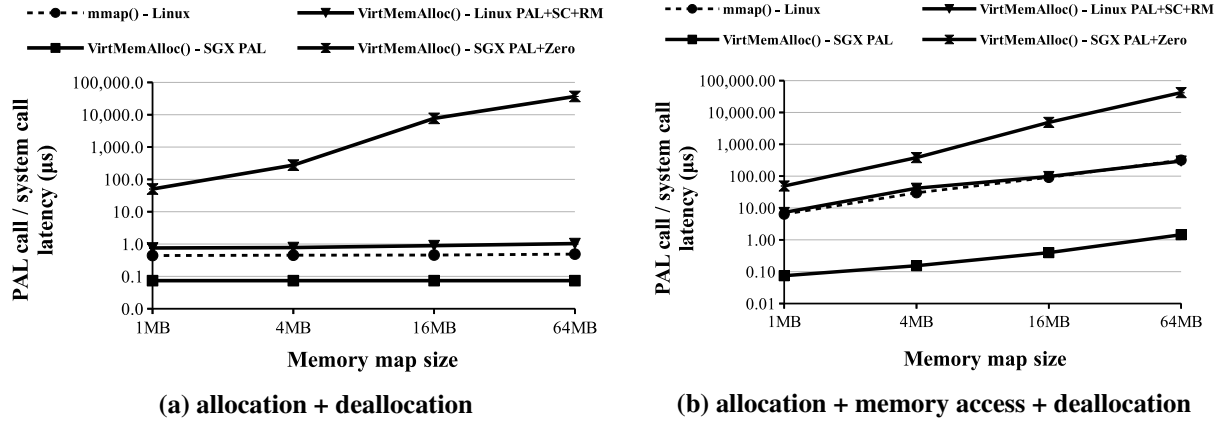 mmap() - Linux
VirtMemAlloc() - Linux PAL+SC+RM
VirtMemAlloc() - SGX PAL
VirtMemAlloc() - SGX PAL+Zero
PAL call / system call
latency (μs)
100,000.0
10,000.0
1,000.0
100.0
10.0
1.0
0.1
0.0
1MB
4MB
16MB
64MB
Memory map size
(a) allocation + deallocation
mmap() - Linux
VirtMemAlloc() - Linux PAL+SC+RM
VirtMemAlloc() - SGX PAL
VirtMemAlloc() - SGX PAL+Zero
PAL call / system call
latency (μs)
100,000.00
10,000.00
1,000.00
100.00
10.00
1.00
0.10
0.01
1MB
4MB
16MB
64MB
Memory map size
(b) allocation + memory access + deallocation